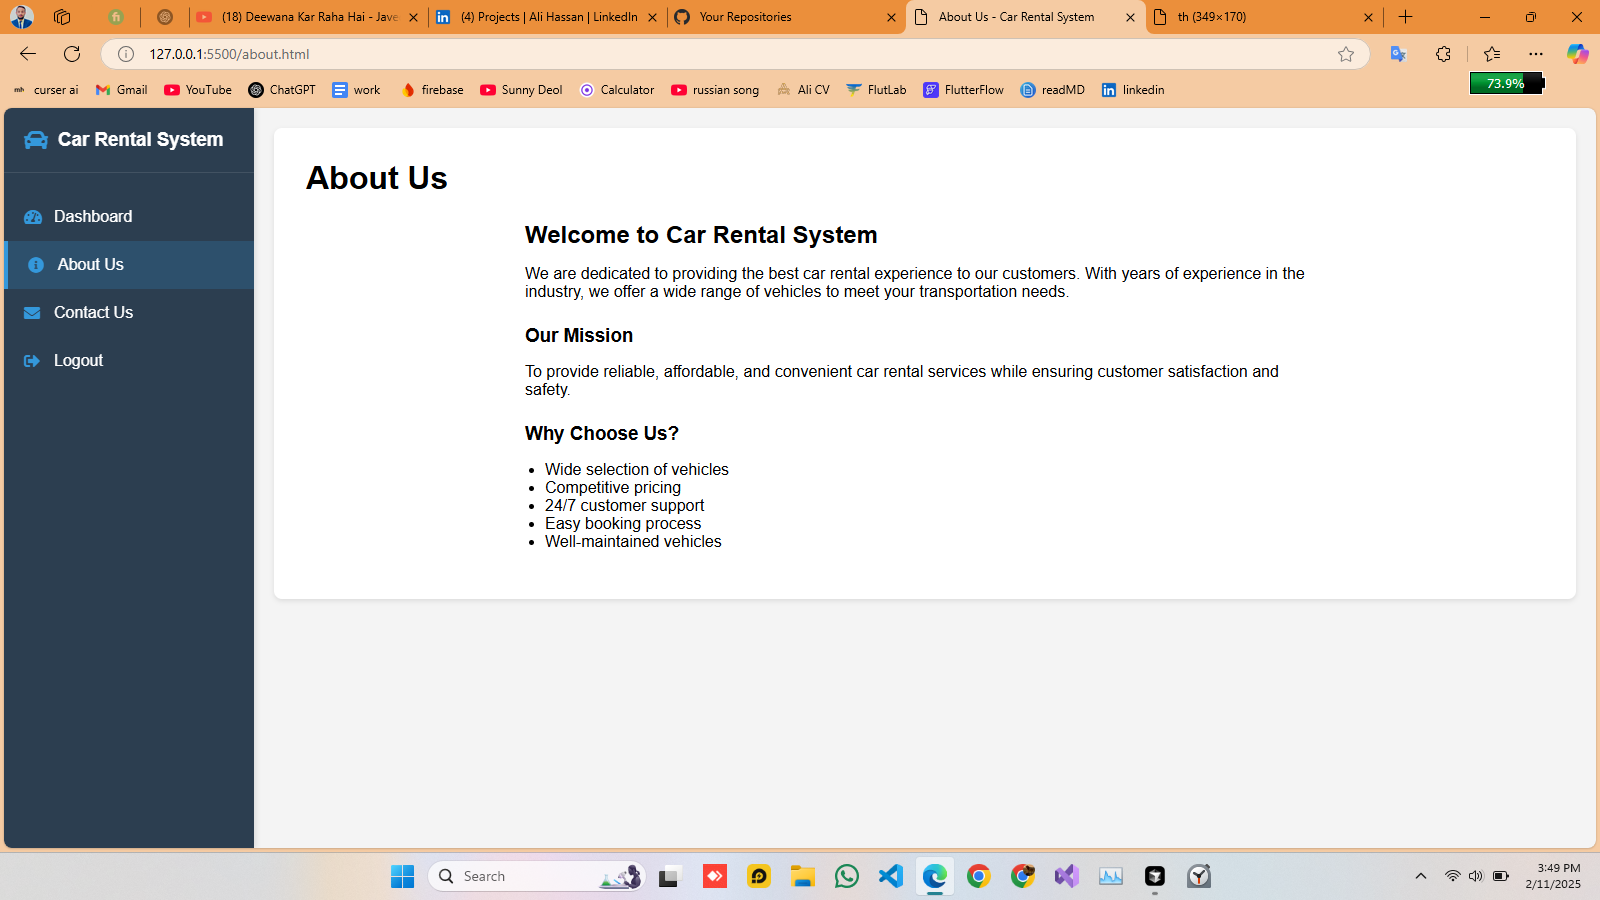 (18) Deewana Kar Raha Hai - Jave
(4) Projects | Ali Hassan | LinkedIn
Your Repositories
About Us - Car Rental System
th (349×170)
127.0.0.1:5500/about.html
curser ai
Gmail
YouTube
ChatGPT
work
firebase
Sunny Deol
Calculator
russian song
Ali CV
FlutLab
FlutterFlow
readMD
linkedin
73.9%
Car Rental System
Dashboard
About Us
Contact Us
Logout
About Us
Welcome to Car Rental System
We are dedicated to providing the best car rental experience to our customers. With years of experience in the
industry, we offer a wide range of vehicles to meet your transportation needs.
Our Mission
To provide reliable, affordable, and convenient car rental services while ensuring customer satisfaction and
safety.
Why Choose Us?
• Wide selection of vehicles
• Competitive pricing
• 24/7 customer support
• Easy booking process
• Well-maintained vehicles
Search
3:49 PM
2/11/2025